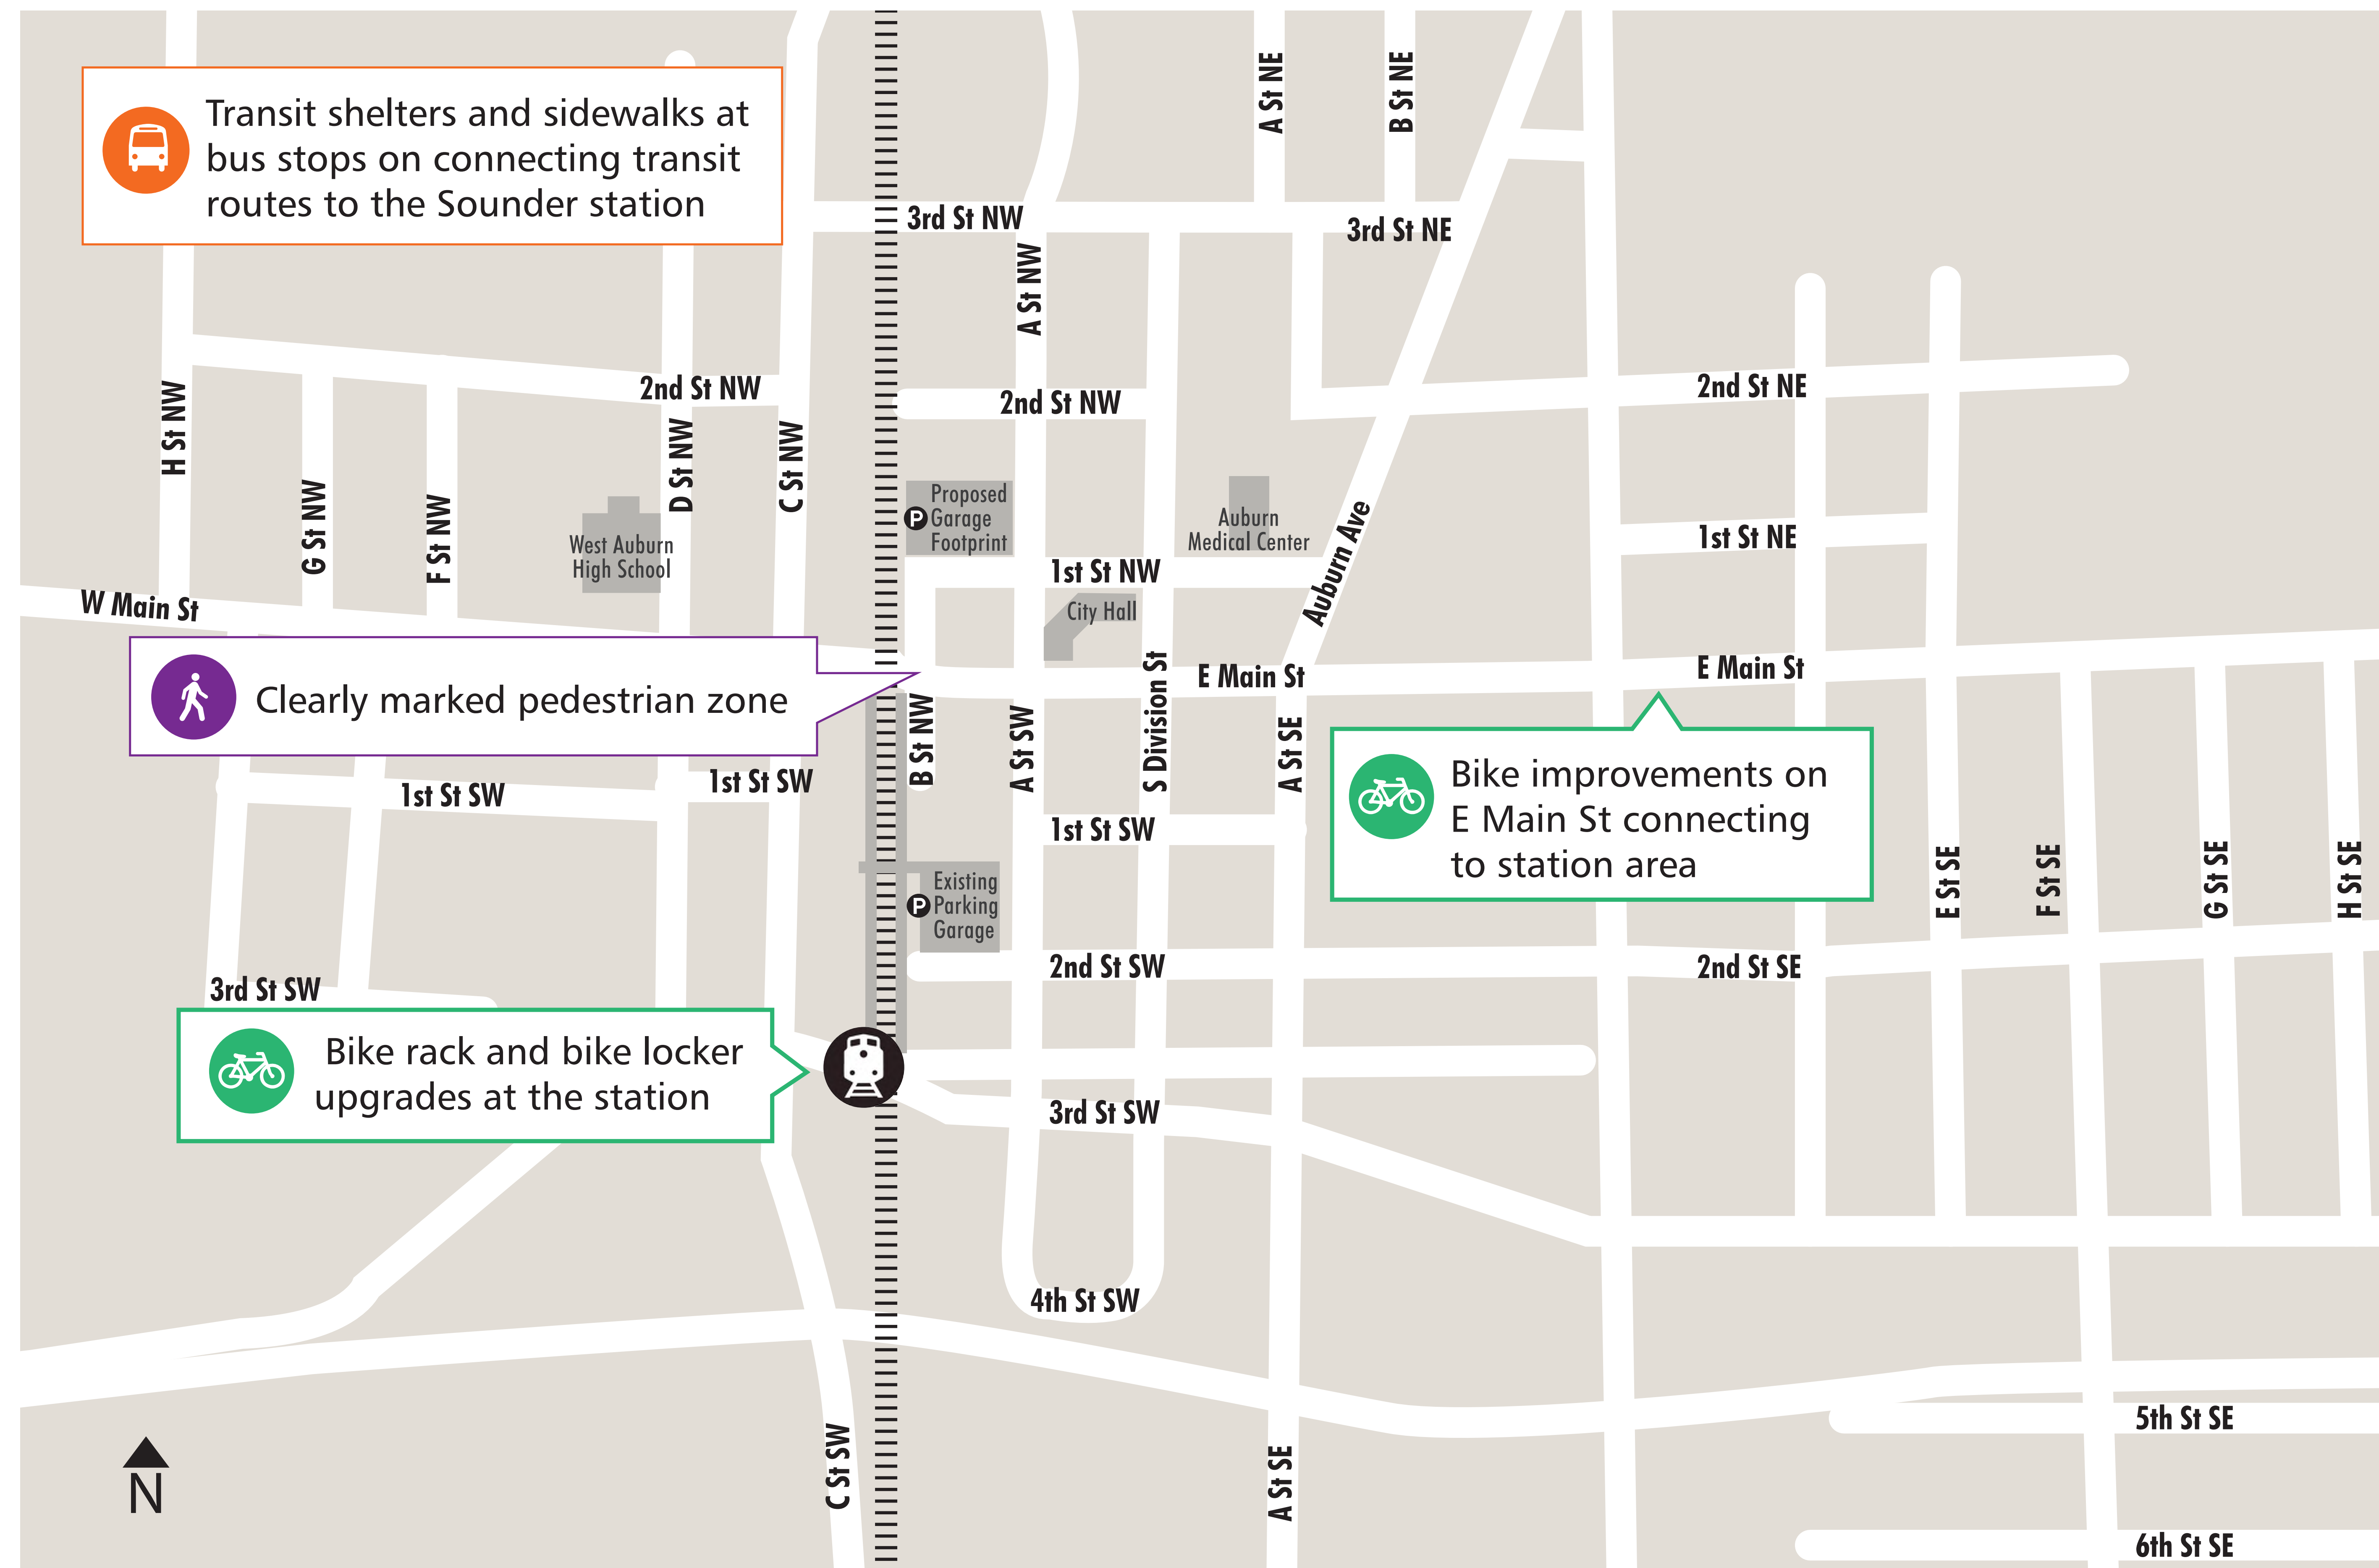 A St NE
B St NE
Transit shelters and sidewalks at
bus stops on connecting transit
routes to the Sounder station
3rd St NW
3rd St NE
A St NW
2nd St NW
2nd St NW
2nd St NE
H St NW
G St NW
F St NW
D St NW
C St NW
Proposed
P Garage
Footprint
Auburn
Medical Center
Auburn Ave
West Auburn
High School
1st St NE
1st St NW
City Hall
W Main St
E Main St
E Main St
Clearly marked pedestrian zone
B St NW
A St SW
S Division St
A St SE
1st St SW
1st St SW
1st St SW
Bike improvements on
E Main St connecting
to station area
E St SE
F St SE
G St SE
H St SE
Existing
P Parking
Garage
2nd St SW
2nd St SE
3rd St SW
Bike rack and bike locker
upgrades at the station
3rd St SW
4th St SW
C St SW
A St SE
5th St SE
6th St SE
N